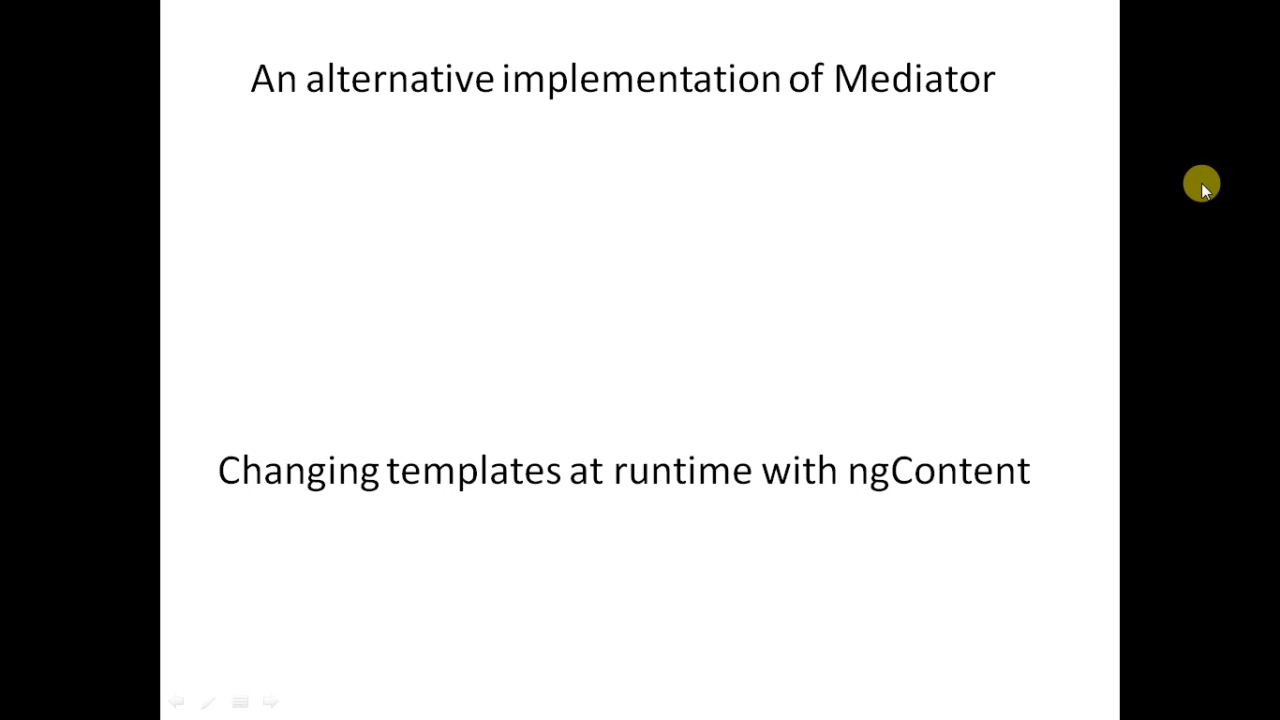 An alternative implementation of Mediator
Changing templates at runtime with ngContent